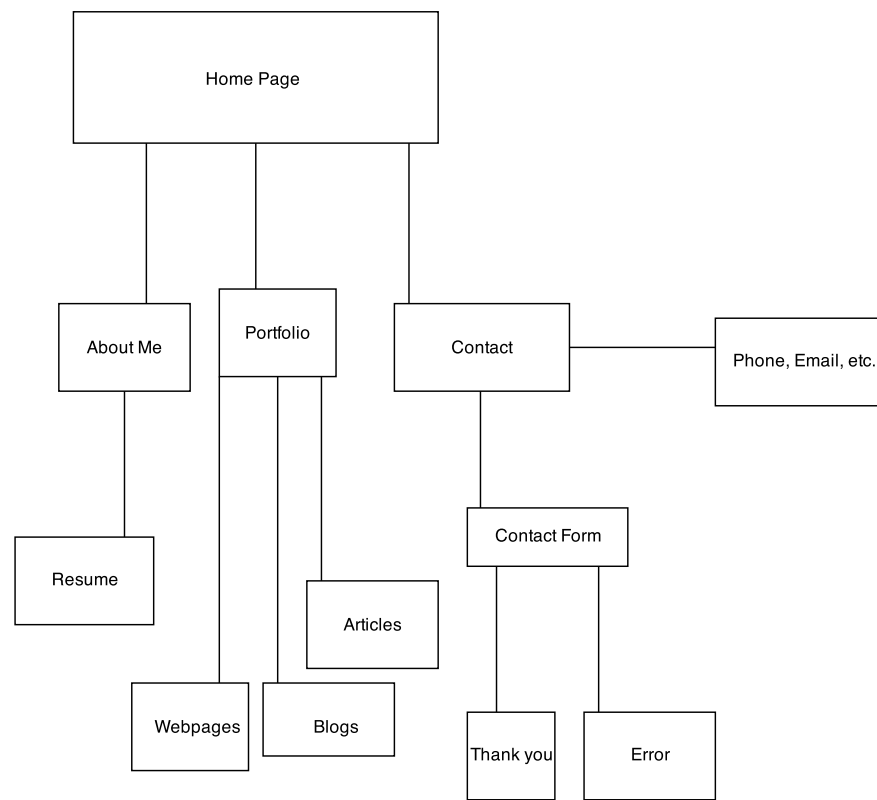 Home Page
About Me
Portfolio
Contact
Phone, Email, etc.
Contact Form
Resume
Articles
Webpages
Blogs
Thank you
Error